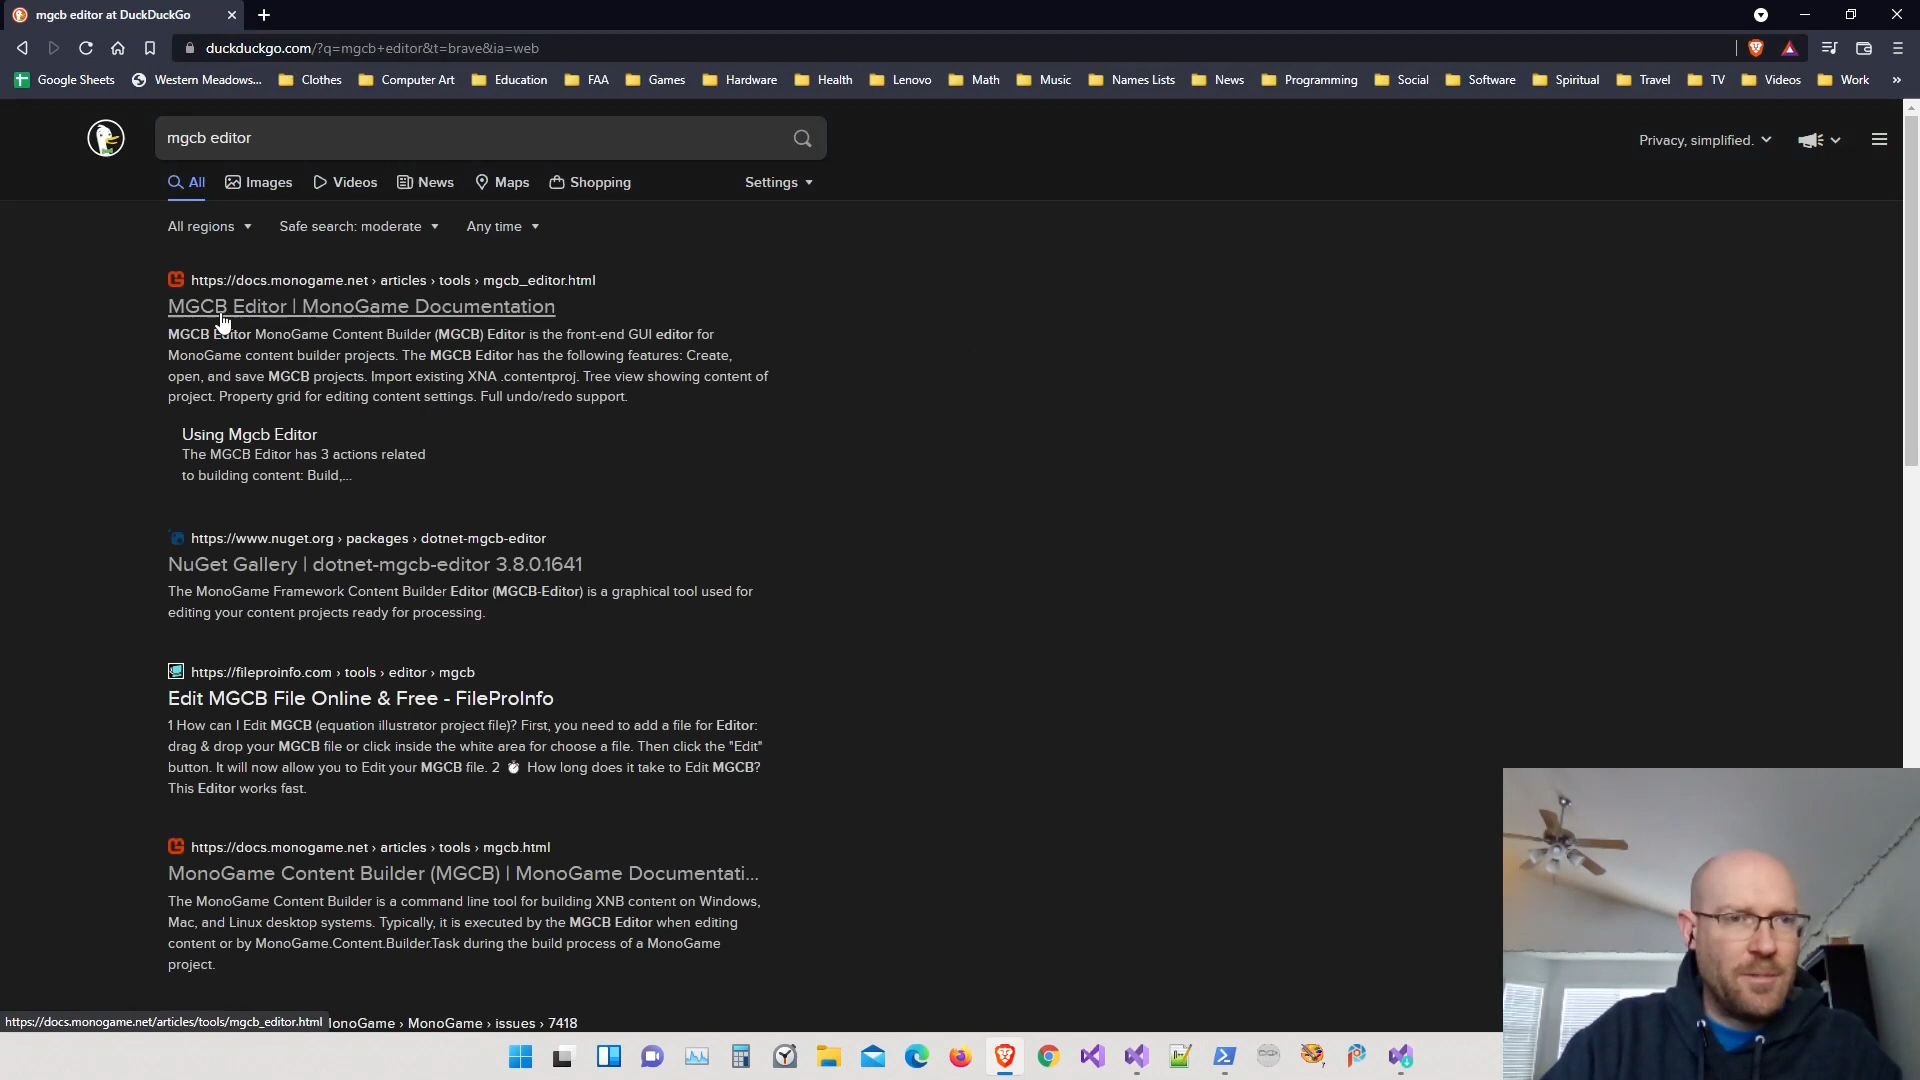 mgcb editor at DuckDuckGo
duckduckgo.com/?q=mgcb+editor&t=brave&ia=web
Google Sheets Western Meadows... Clothes Computer Art Education FAA Games Hardware Health Lenovo Math Music Names Lists News Programming Social Software Spiritual Travel TV Videos Work »
mgcb editor
Privacy, simplified.
All Images Videos News Maps Shopping Settings
All regions Safe search: moderate Any time
https://docs.monogame.net › articles › tools › mgcb_editor.html
MGCB Editor | MonoGame Documentation
MGCB Editor MonoGame Content Builder (MGCB) Editor is the front-end GUI editor for
MonoGame content builder projects. The MGCB Editor has the following features: Create,
open, and save MGCB projects. Import existing XNA .contentproj. Tree view showing content of
project. Property grid for editing content settings. Full undo/redo support.
Using Mgcb Editor
The MGCB Editor has 3 actions related
to building content: Build,...
https://www.nuget.org › packages › dotnet-mgcb-editor
NuGet Gallery | dotnet-mgcb-editor 3.8.0.1641
The MonoGame Framework Content Builder Editor (MGCB-Editor) is a graphical tool used for
editing your content projects ready for processing.
https://fileproinfo.com › tools › editor › mgcb
Edit MGCB File Online & Free - FileProInfo
1 How can I Edit MGCB (equation illustrator project file)? First, you need to add a file for Editor:
drag & drop your MGCB file or click inside the white area for choose a file. Then click the "Edit"
button. It will now allow you to Edit your MGCB file. 2 ⏱ How long does it take to Edit MGCB?
This Editor works fast.
https://docs.monogame.net › articles › tools › mgcb.html
MonoGame Content Builder (MGCB) | MonoGame Documentati...
The MonoGame Content Builder is a command line tool for building XNB content on Windows,
Mac, and Linux desktop systems. Typically, it is executed by the MGCB Editor when editing
content or by MonoGame.Content.Builder.Task during the build process of a MonoGame
project.
https://docs.monogame.net/articles/tools/mgcb_editor.html onoGame › MonoGame › issues › 7418